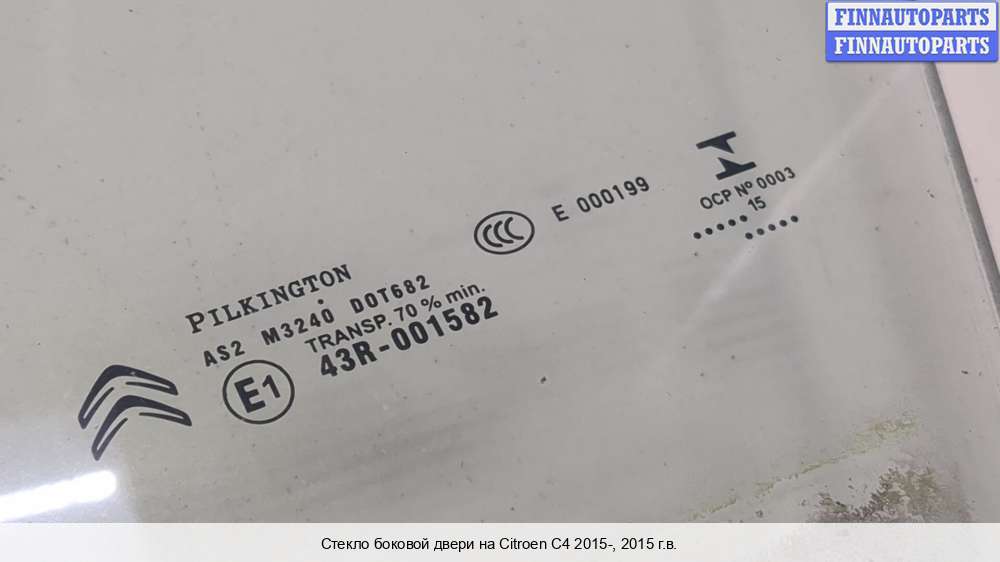 FINNAUTOPARTS
FINNAUTOPARTS
PILKINGTON
AS2 M3240 DOT682
TRANSP. 70 % min.
E1 43R-001582
CCC E 000199
OCP Nº 0003
..... 15 .....
Стекло боковой двери на Citroen C4 2015-, 2015 г.в.